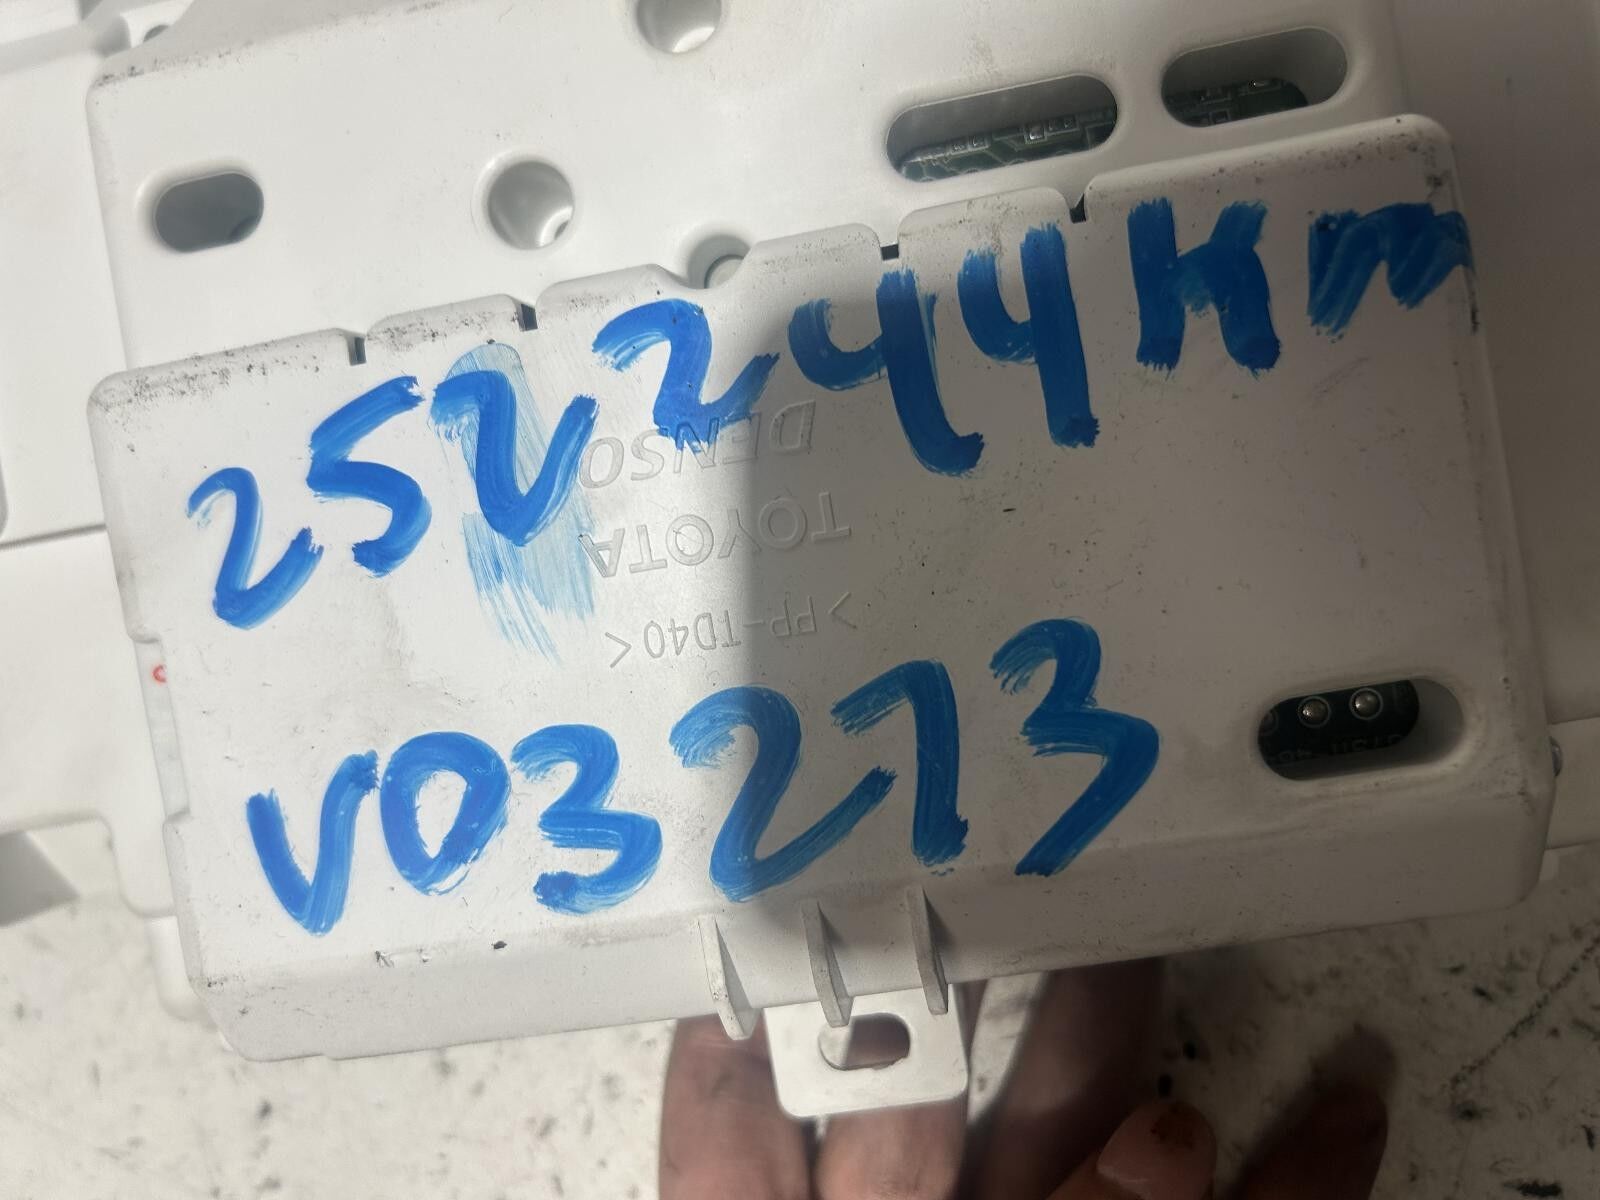 252244Km
V03273
DENSO
TOYOTA
>PP-TD40<